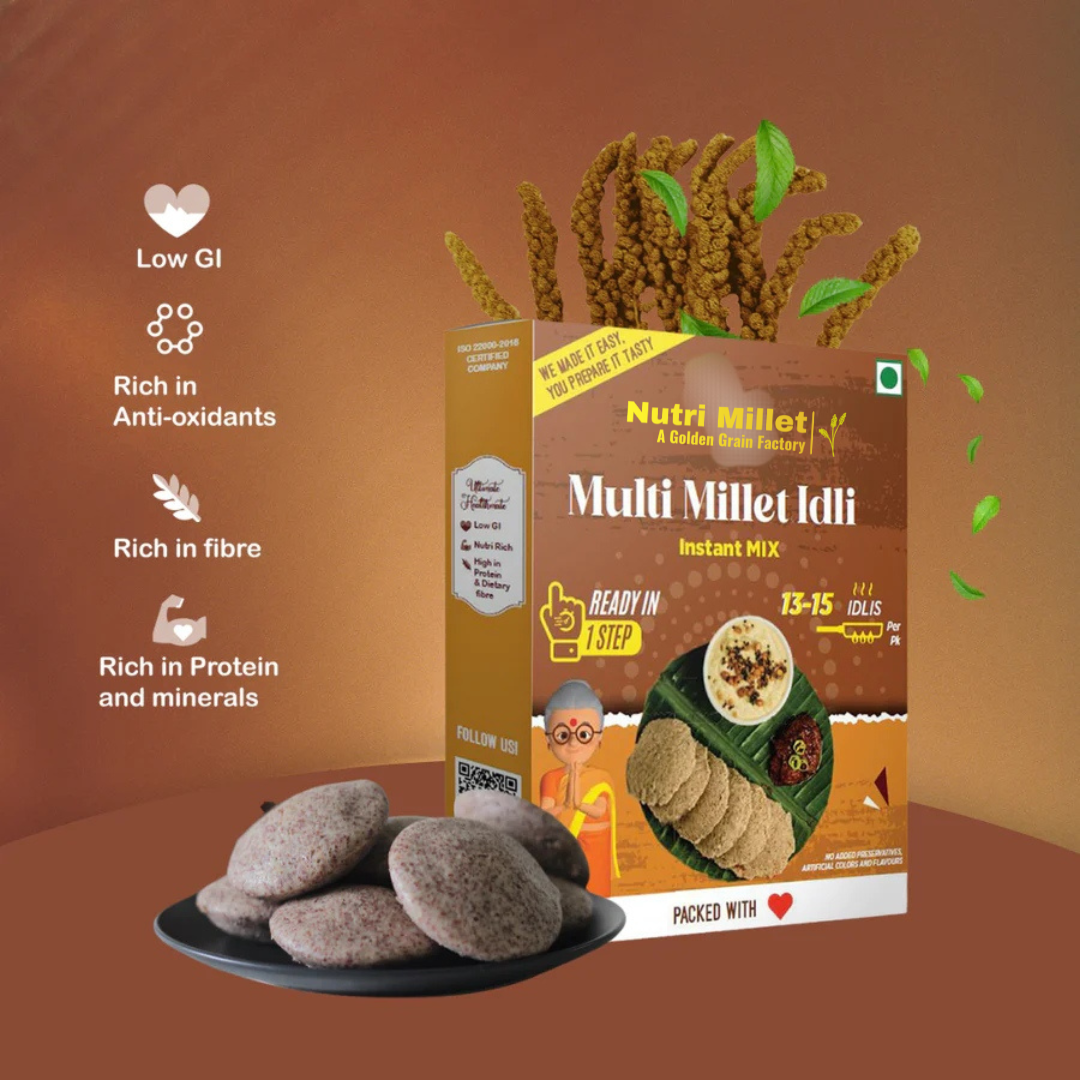 Low GI
Rich in
Anti-oxidants
Rich in fibre
Rich in Protein
and minerals
ISO 22000-2018
CERTIFIED
COMPANY
Low GI
Nutri Rich
High in
Protein
& Dietary
fibre
FOLLOW US!
WE MADE IT EASY,
YOU PREPARE IT TASTY
Nutri Millet
A Golden Grain Factory
Multi Millet Idli
Instant MIX
READY IN
1 STEP
13-15 IDLIS
Per
Pk
NO ADDED PRESERVATIVES,
ARTIFICIAL COLORS AND FLAVOURS
PACKED WITH